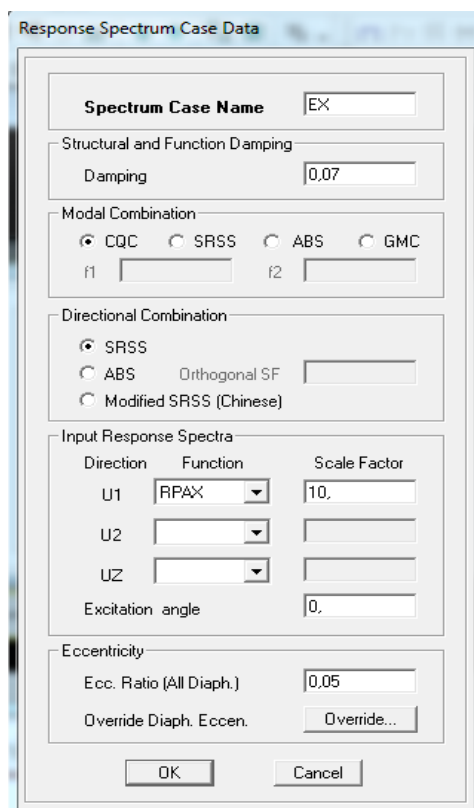 Response Spectrum Case Data
Spectrum Case Name EX
Structural and Function Damping
Damping 0,07
Modal Combination
CQC SRSS ABS GMC
f1 f2
Directional Combination
SRSS
ABS Orthogonal SF
Modified SRSS (Chinese)
Input Response Spectra
Direction Function Scale Factor
U1 RPAX 10,
U2
UZ
Excitation angle 0,
Eccentricity
Ecc. Ratio (All Diaph.) 0,05
Override Diaph. Eccen. Override...
OK Cancel